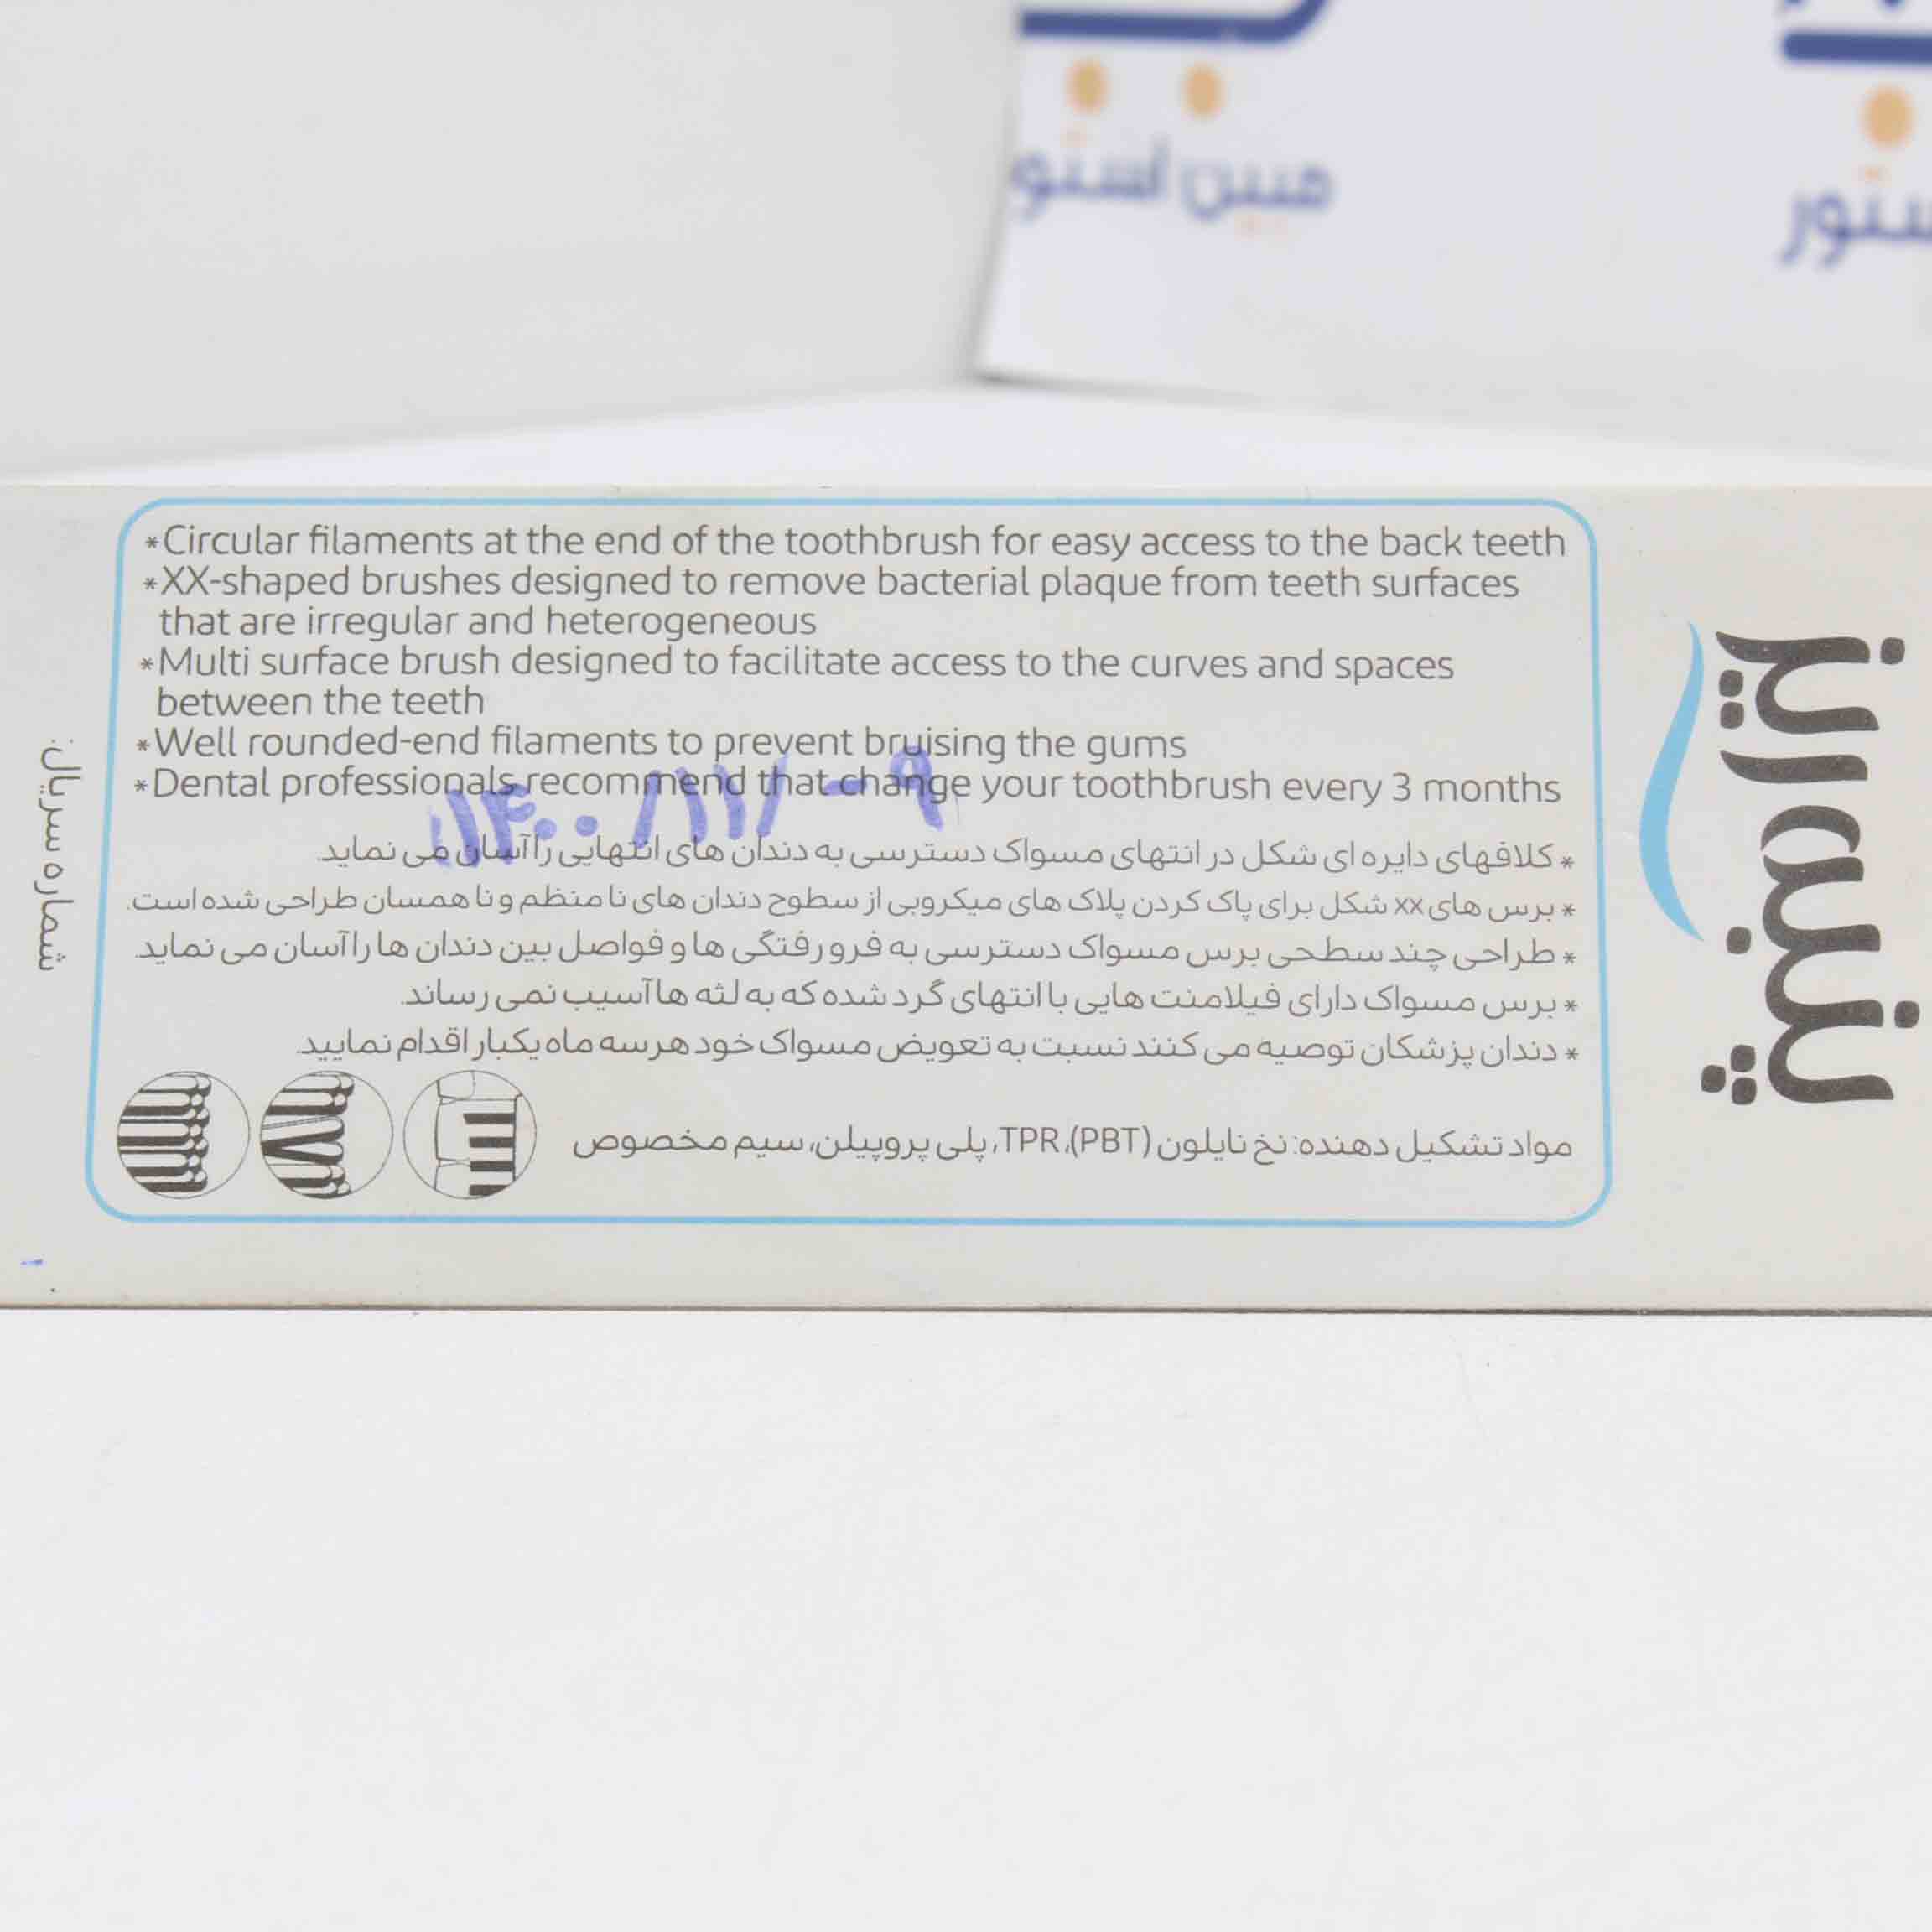 مبین استو
ستور
*Circular filaments at the end of the toothbrush for easy access to the back teeth
*XX-shaped brushes designed to remove bacterial plaque from teeth surfaces
that are irregular and heterogeneous
*Multi surface brush designed to facilitate access to the curves and spaces
between the teeth
*Well rounded-end filaments to prevent bruising the gums
*Dental professionals recommend that change your toothbrush every 3 months
* کلافهای دایره ای شکل در انتهای مسواک دسترسی به دندان های انتهایی را آسان می نماید.
* برس های xx شکل برای پاک کردن پلاک های میکروبی از سطوح دندان های نا منظم و نا همسان طراحی شده است.
* طراحی چند سطحی برس مسواک دسترسی به فرو رفتگی ها و فواصل بین دندان ها را آسان می نماید.
* برس مسواک دارای فیلامنت هایی با انتهای گرد شده که به لثه ها آسیب نمی رساند.
* دندان پزشکان توصیه می کنند نسبت به تعویض مسواک خود هر سه ماه یکبار اقدام نمایید.
مواد تشکیل دهنده: نخ نایلون (PBT)، TPR، پلی پروپیلن، سیم مخصوص
شماره سریال:
پنبه ریز